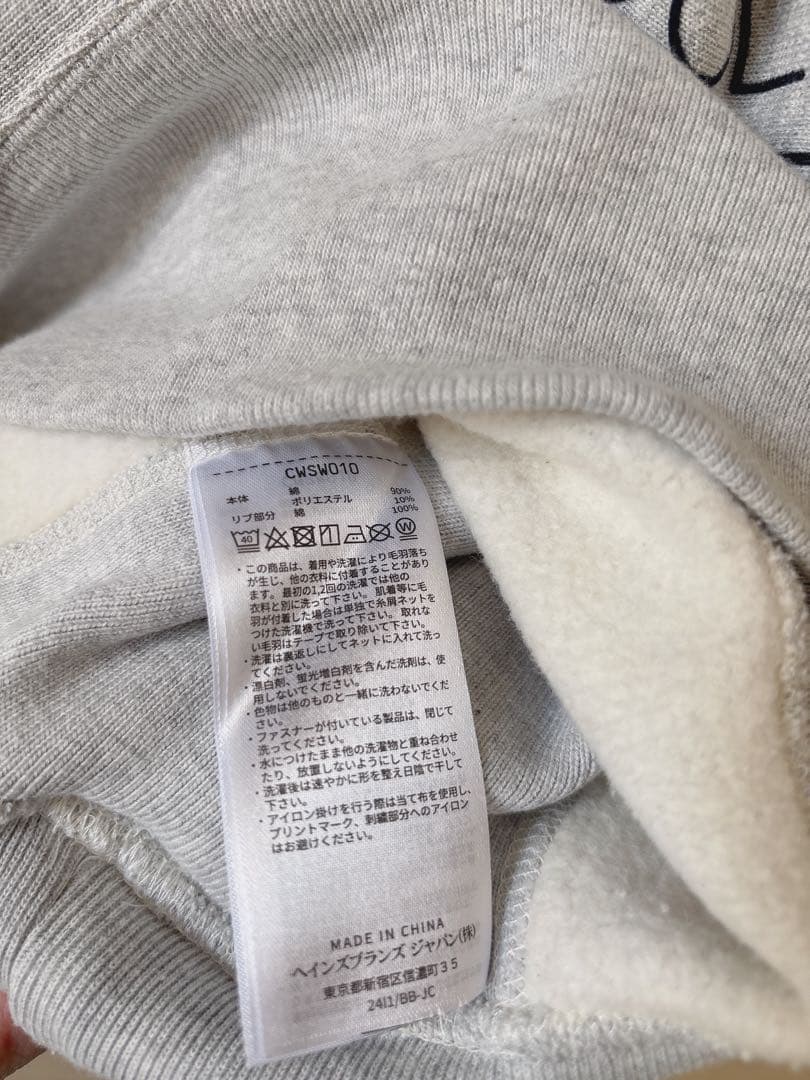 CWSW010
本体 綿 90%
ポリエステル 10%
リブ部分 綿 100%
40 W
・この商品は、着用や洗濯により毛羽落ち
が生じ、他の衣料に付着することがあり
ます。最初の1,2回の洗濯では他の
衣料と別に洗って下さい。肌着等に毛
羽が付着した場合は単独で糸屑ネットを
つけた洗濯機で洗って下さい。取れな
い毛羽はテープで取り除いて下さい。
・洗濯は裏返しにしてネットに入れて洗っ
てください。
・漂白剤、蛍光増白剤を含んだ洗剤は、使
用しないでください。
・色物は他のものと一緒に洗わないでくだ
さい。
・ファスナーが付いている製品は、閉じて
洗ってください。
・水につけたまま他の洗濯物と重ね合わせ
たり、放置しないようにしてください。
・洗濯後は速やかに形を整え日陰で干して
下さい。
・アイロン掛けを行う際は当て布を使用し、
プリントマーク、刺繍部分へのアイロン
はお避けください。
MADE IN CHINA
ヘインズブランズ ジャパン(株)
東京都新宿区信濃町35
24I1/BB-JC